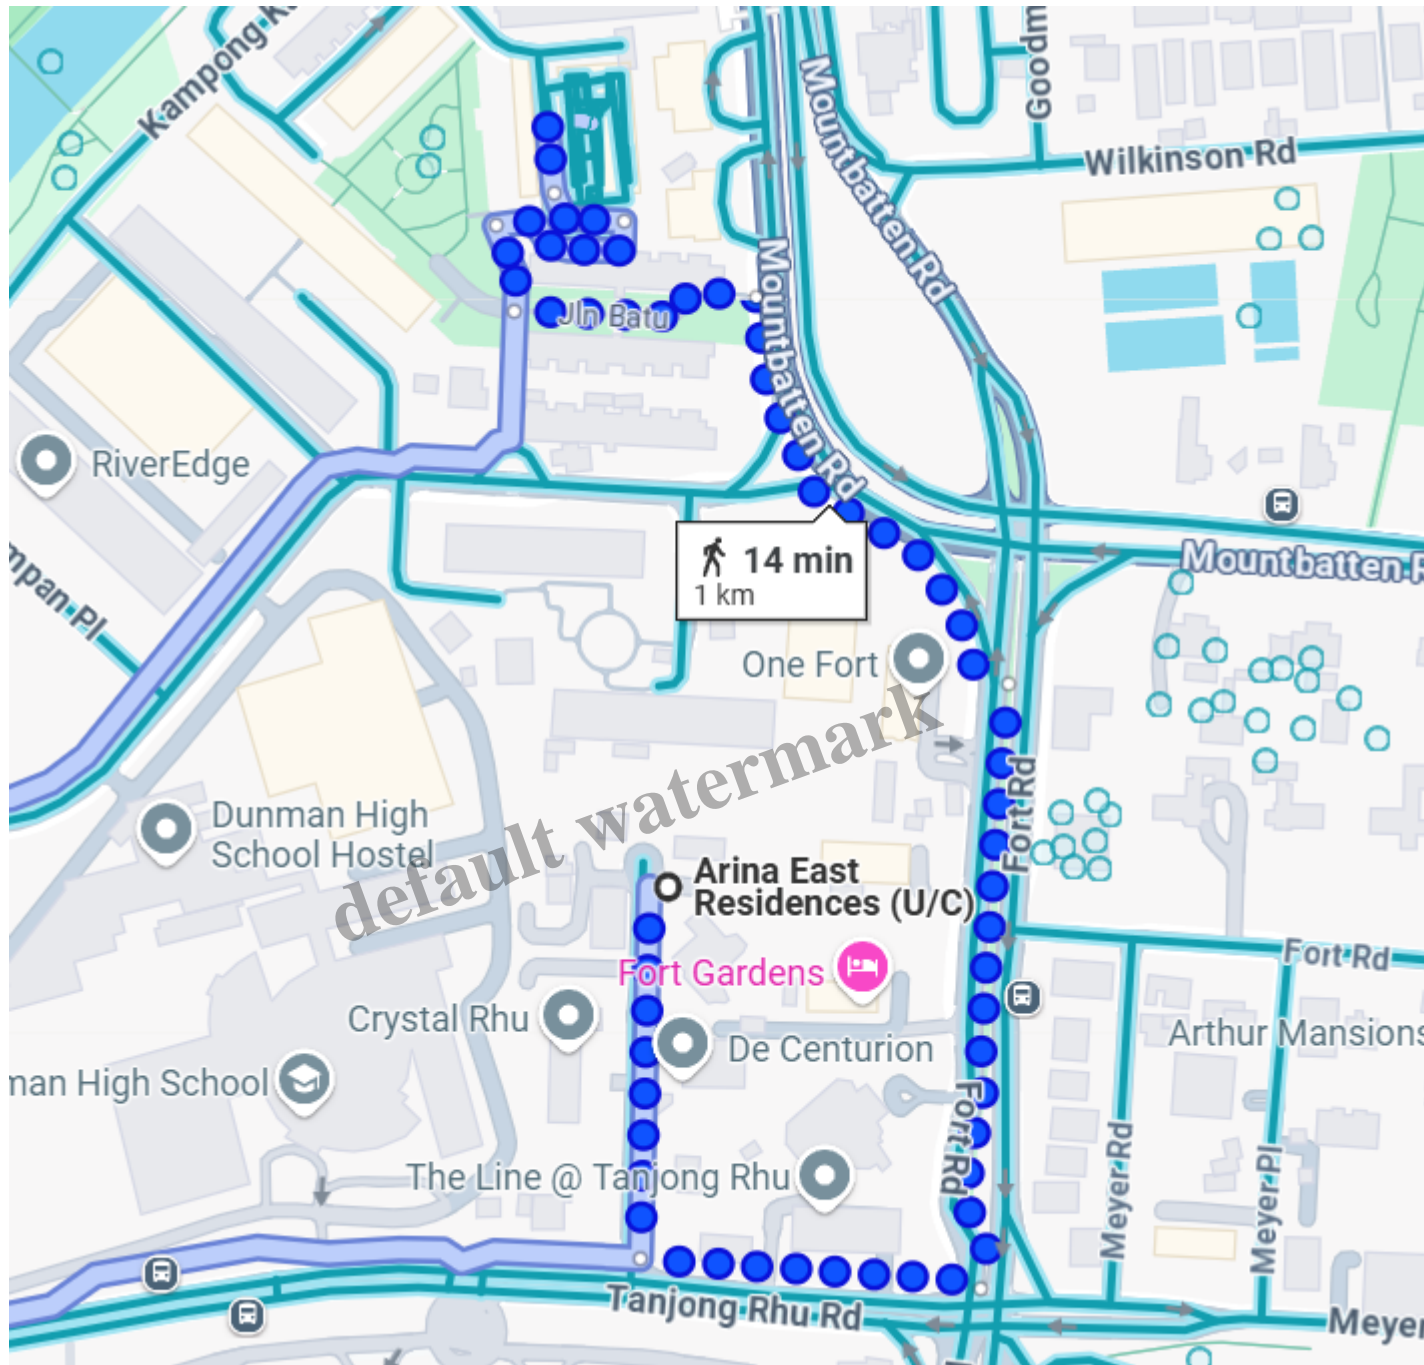 Kampong K
Goodm
Mountbatten Rd
Wilkinson Rd
Mountbatten Rd
Jln Batu
RiverEdge
14 min
1 km
Mountbatten R
mpan Pl
One Fort
default watermark
Dunman High
School Hostel
Fort Rd
Arina East
Residences (U/C)
Fort Rd
Fort Gardens
Crystal Rhu
De Centurion
Arthur Mansions
man High School
Fort Rd
The Line @ Tanjong Rhu
Meyer Rd
Meyer Pl
Tanjong Rhu Rd
Meyer